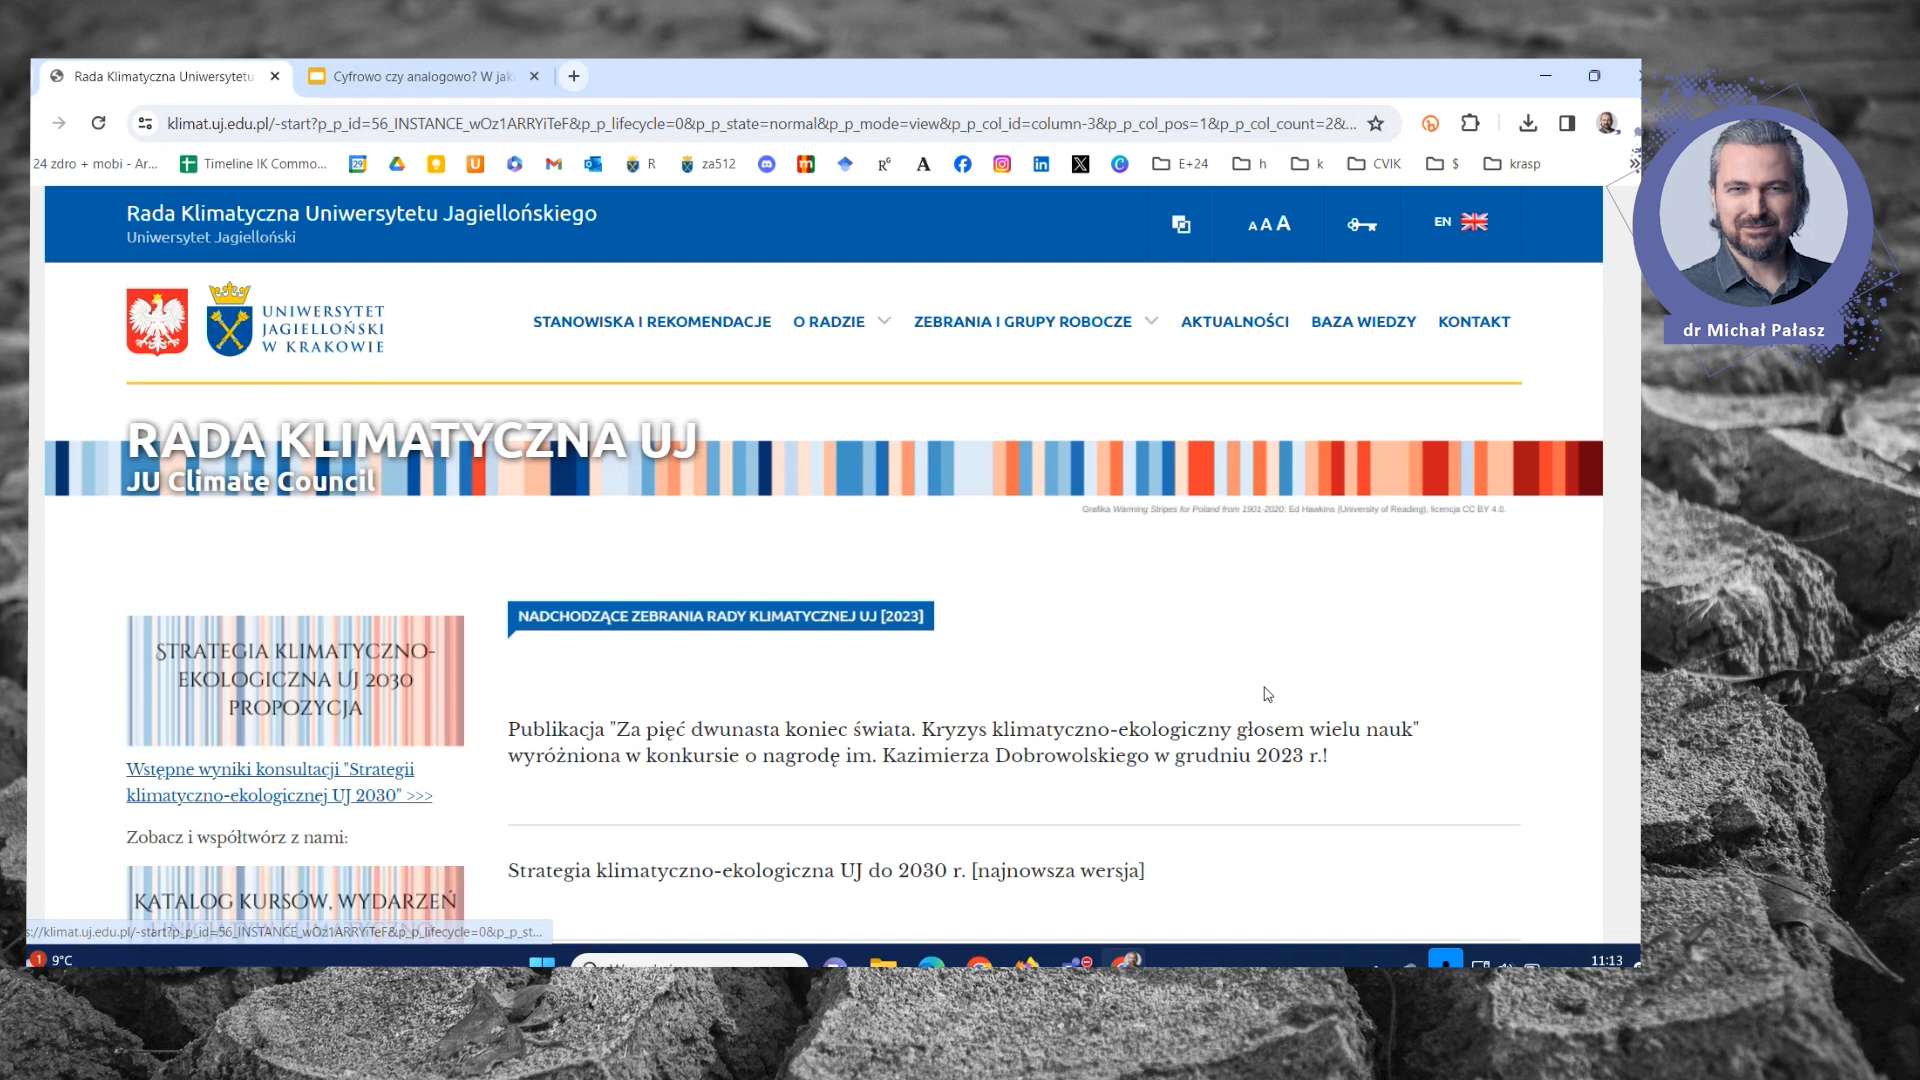 Rada Klimatyczna Uniwersytetu
Cyfrowo czy analogowo? W jak
klimat.uj.edu.pl/-start?p_p_id=56_INSTANCE_wOz1ARRYiTeF&p_p_lifecycle=0&p_p_state=normal&p_p_mode=view&p_p_col_id=column-3&p_p_col_pos=1&p_p_col_count=2&...
24 zdro + mobi - Ar... Timeline IK Commo... R za512 E+24 h k CVIK $ krasp
Rada Klimatyczna Uniwersytetu Jagiellońskiego
Uniwersytet Jagielloński
A A A
EN
UNIWERSYTET
JAGIELLOŃSKI
W KRAKOWIE
STANOWISKA I REKOMENDACJE O RADZIE ZEBRANIA I GRUPY ROBOCZE AKTUALNOŚCI BAZA WIEDZY KONTAKT
dr Michał Pałasz
RADA KLIMATYCZNA UJ
JU Climate Council
Grafika Warming Stripes for Poland from 1901-2020: Ed Hawkins (University of Reading), licencja CC BY 4.0.
STRATEGIA KLIMATYCZNO-
EKOLOGICZNA UJ 2030
PROPOZYCJA
Wstępne wyniki konsultacji "Strategii
klimatyczno-ekologicznej UJ 2030" >>>
Zobacz i współtwórz z nami:
KATALOG KURSÓW, WYDARZEŃ
NADCHODZĄCE ZEBRANIA RADY KLIMATYCZNEJ UJ [2023]
Publikacja "Za pięć dwunasta koniec świata. Kryzys klimatyczno-ekologiczny głosem wielu nauk"
wyróżniona w konkursie o nagrodę im. Kazimierza Dobrowolskiego w grudniu 2023 r.!
Strategia klimatyczno-ekologiczna UJ do 2030 r. [najnowsza wersja]
s://klimat.uj.edu.pl/-start?p_p_id=56_INSTANCE_wOz1ARRYiTeF&p_p_lifecycle=0&p_p_st...
1 9°C
11:13